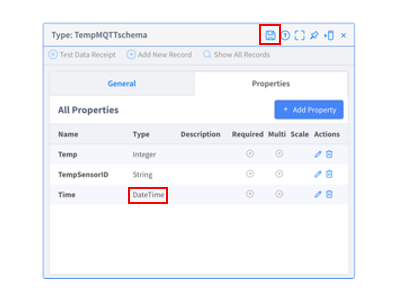 Type: TempMQTTschema
Test Data Receipt Add New Record Show All Records
General Properties
All Properties + Add Property
Name Type Description Required Multi Scale Actions
Temp Integer
TempSensorID String
Time DateTime